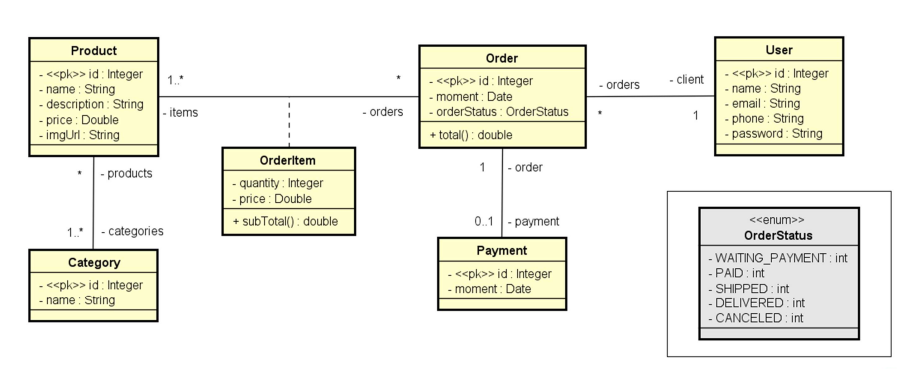 Product
- <<pk>> id : Integer
- name : String
- description : String
- price : Double
- imgUrl : String
1..*
- items
*
- orders
Order
- <<pk>> id : Integer
- moment : Date
- orderStatus : OrderStatus
+ total() : double
- orders
*
- client
1
User
- <<pk>> id : Integer
- name : String
- email : String
- phone : String
- password : String
OrderItem
- quantity : Integer
- price : Double
+ subTotal() : double
* - products
1..* - categories
Category
- <<pk>> id : Integer
- name : String
1 - order
0..1 - payment
Payment
- <<pk>> id : Integer
- moment : Date
<<enum>>
OrderStatus
- WAITING_PAYMENT : int
- PAID : int
- SHIPPED : int
- DELIVERED : int
- CANCELED : int